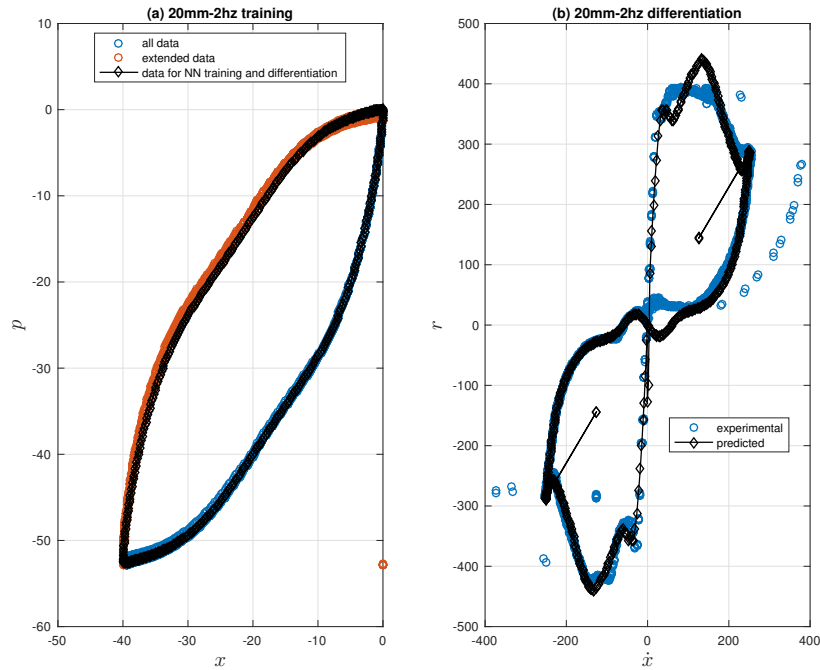 (a) 20mm-2hz training
10
0
-10
-20
-30
-40
-50
-60
-50
-40
-30
-20
-10
0
p
x
all data
extended data
data for NN training and differentiation
(b) 20mm-2hz differentiation
500
400
300
200
100
0
-100
-200
-300
-400
-500
-400
-200
0
200
400
r
ẋ
experimental
predicted